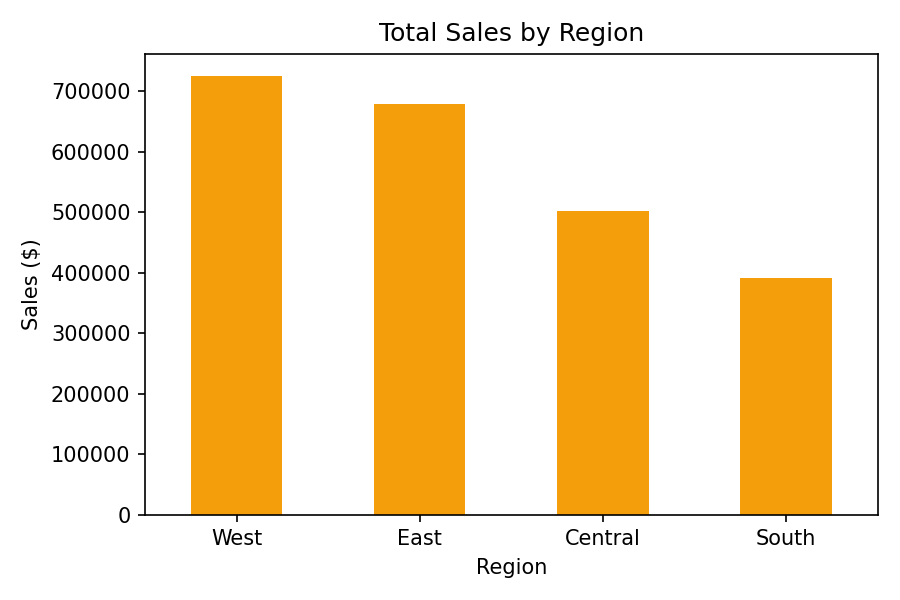 Total Sales by Region
Sales ($)
700000
600000
500000
400000
300000
200000
100000
0
West East Central South
Region